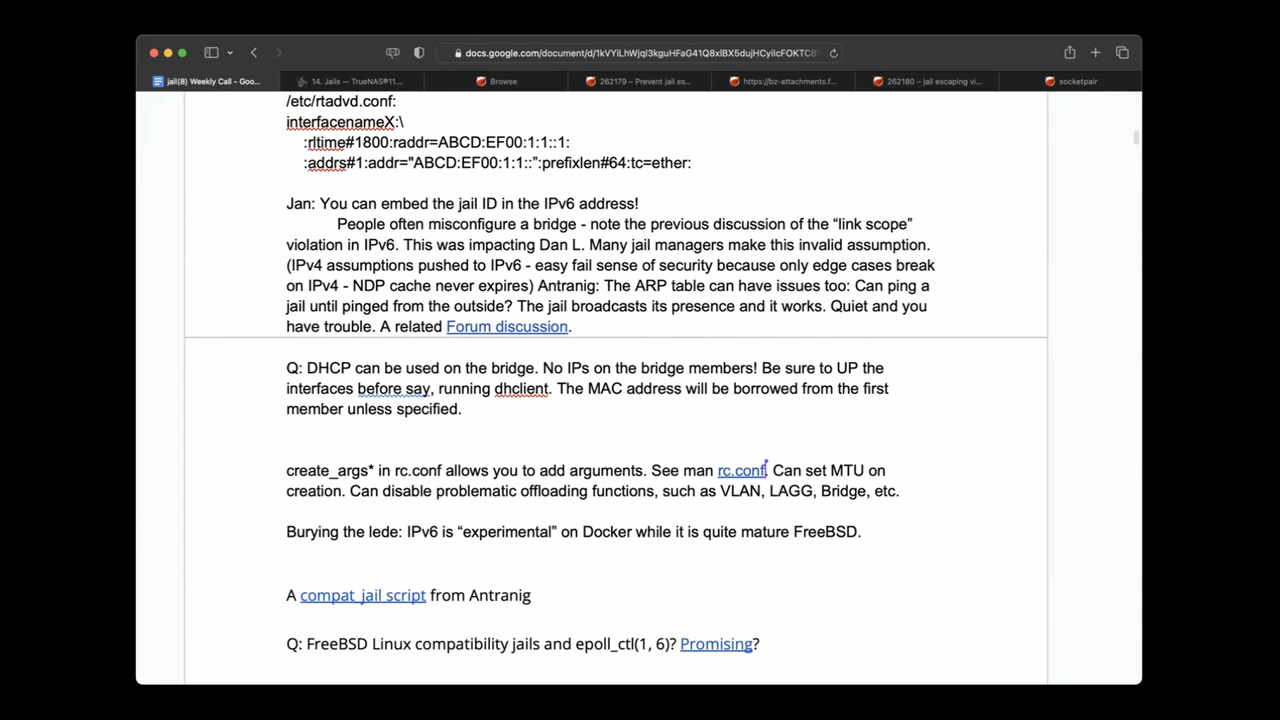 docs.google.com/document/d/1kVYiLhWjql3kguHFaG41Q8xlBX5dujHCyilcFOKTC8
jail(8) Weekly Call - Goo...
14. Jails — TrueNAS®11...
Browse
262179 – Prevent jail es...
https://bz-attachments.f...
262180 – jail escaping vi...
socketpair
/etc/rtadvd.conf:
interfacenameX:\
:rltime#1800:raddr=ABCD:EF00:1:1::1:
:addrs#1:addr="ABCD:EF00:1:1::":prefixlen#64:tc=ether:
Jan: You can embed the jail ID in the IPv6 address!
People often misconfigure a bridge - note the previous discussion of the “link scope”
violation in IPv6. This was impacting Dan L. Many jail managers make this invalid assumption.
(IPv4 assumptions pushed to IPv6 - easy fail sense of security because only edge cases break
on IPv4 - NDP cache never expires) Antranig: The ARP table can have issues too: Can ping a
jail until pinged from the outside? The jail broadcasts its presence and it works. Quiet and you
have trouble. A related Forum discussion.
Q: DHCP can be used on the bridge. No IPs on the bridge members! Be sure to UP the
interfaces before say, running dhclient. The MAC address will be borrowed from the first
member unless specified.
create_args* in rc.conf allows you to add arguments. See man rc.conf. Can set MTU on
creation. Can disable problematic offloading functions, such as VLAN, LAGG, Bridge, etc.
Burying the lede: IPv6 is “experimental” on Docker while it is quite mature FreeBSD.
A compat_jail script from Antranig
Q: FreeBSD Linux compatibility jails and epoll_ctl(1, 6)? Promising?